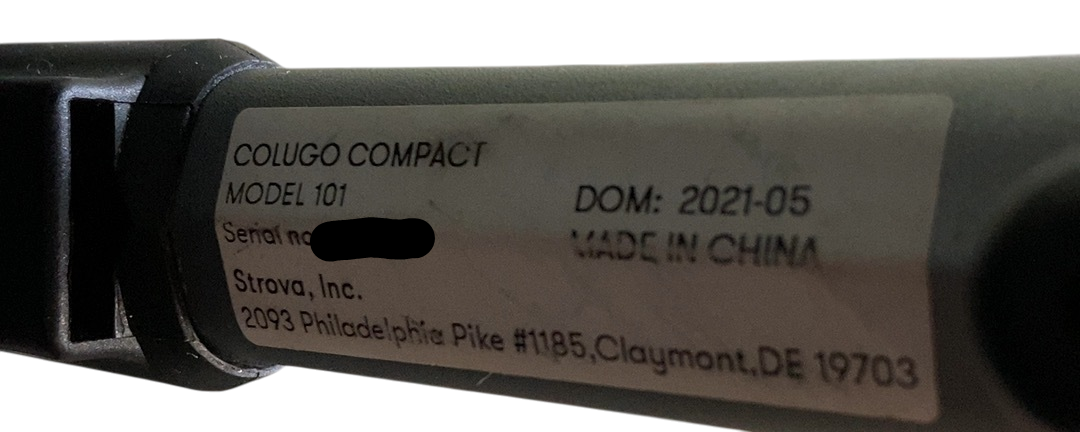 COLUGO COMPACT
MODEL 101
DOM: 2021-05
Serial no
MADE IN CHINA
Strova, Inc.
2093 Philadelphia Pike #1185,Claymont,DE 19703